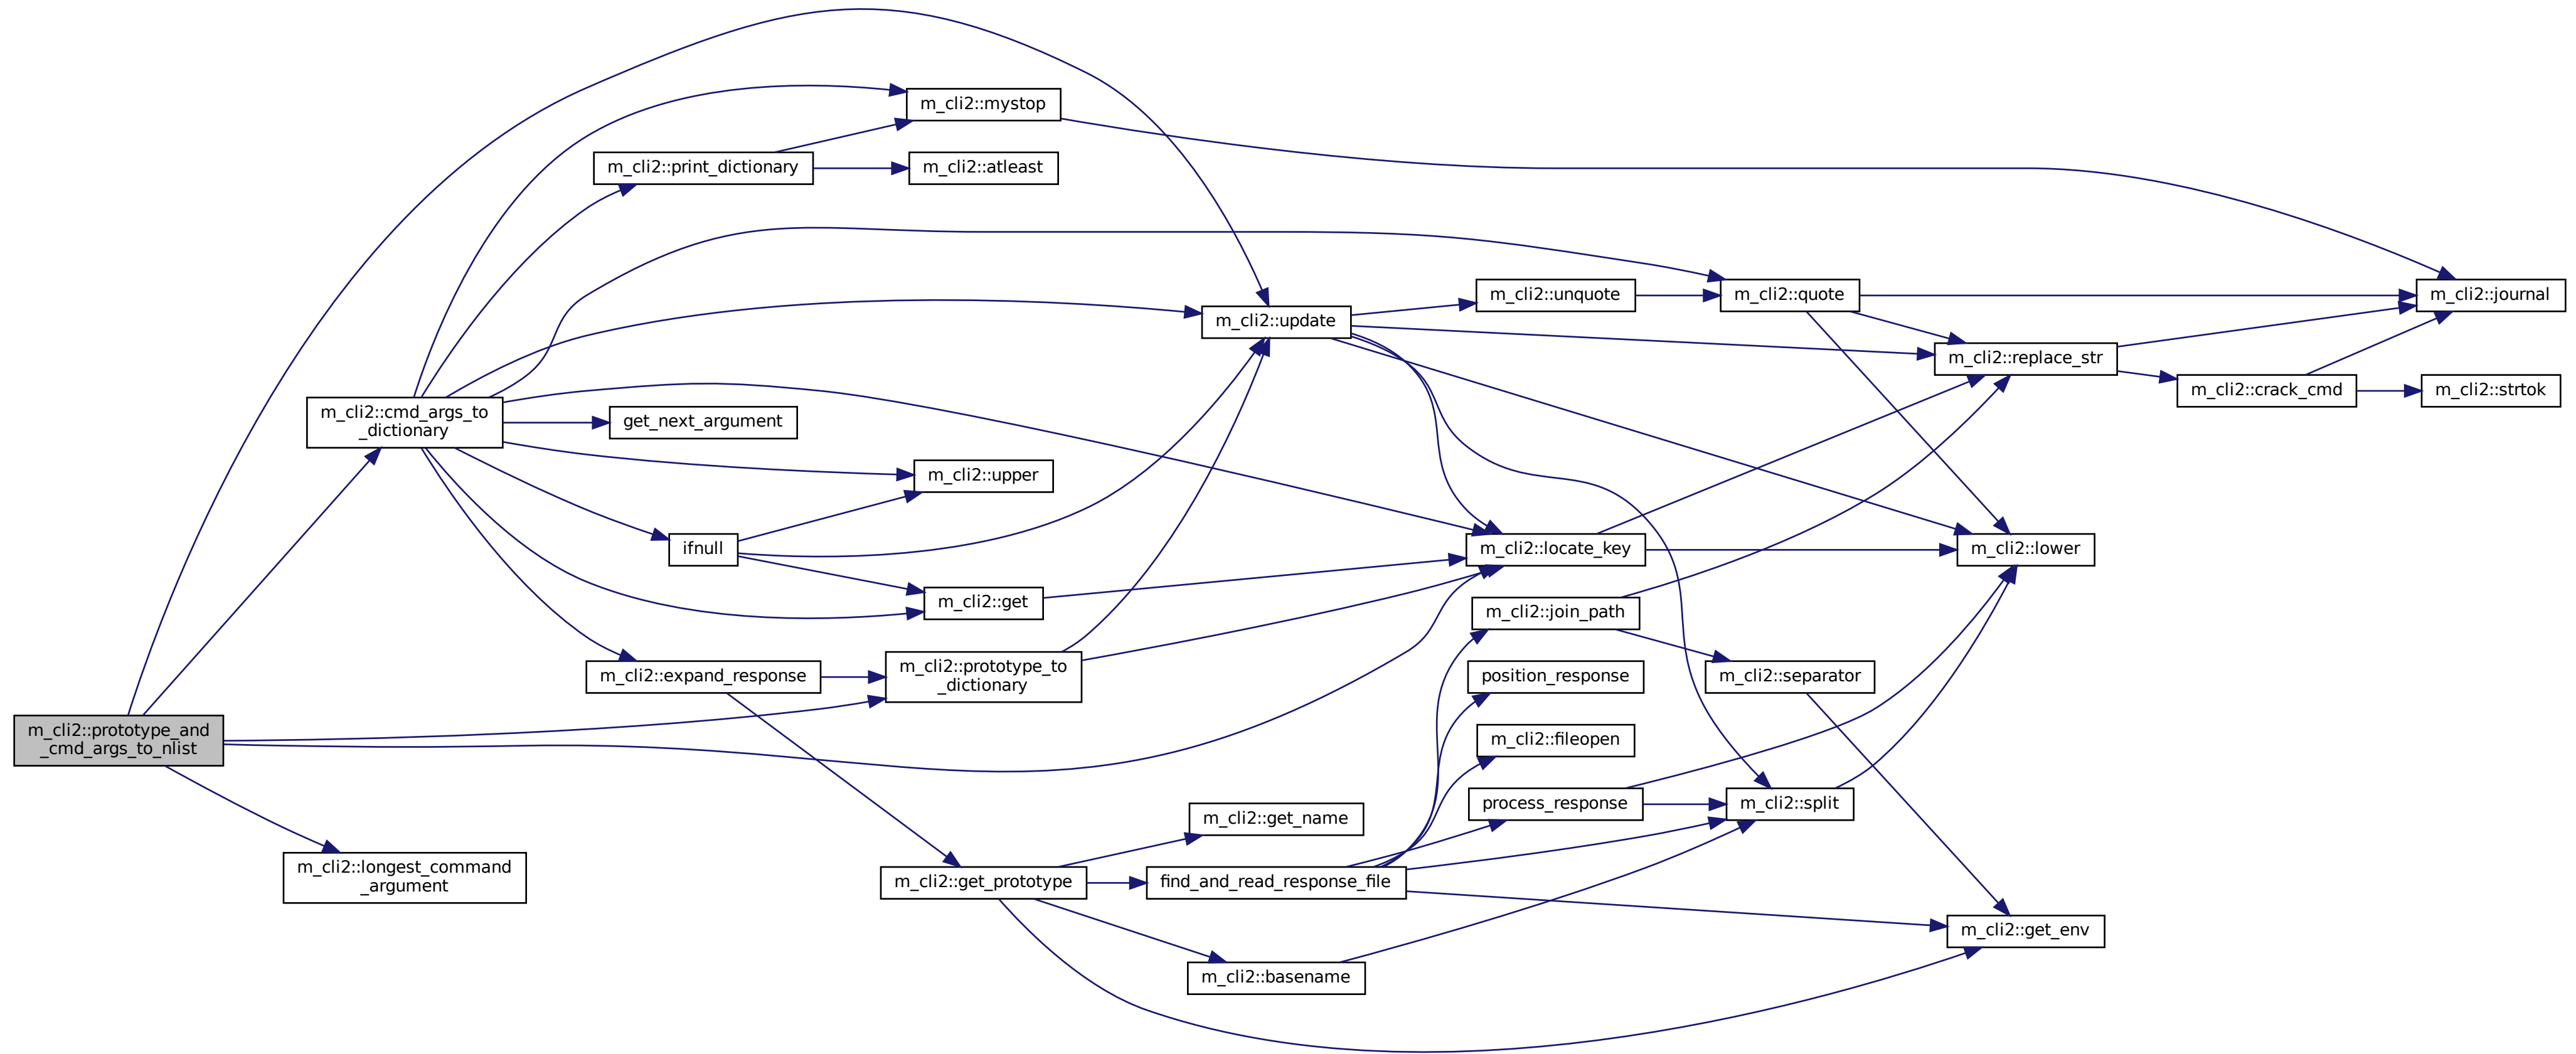 m_cli2::mystop
m_cli2::print_dictionary
m_cli2::atleast
m_cli2::unquote
m_cli2::quote
m_cli2::journal
m_cli2::update
m_cli2::replace_str
m_cli2::crack_cmd
m_cli2::strtok
m_cli2::cmd_args_to
_dictionary
get_next_argument
m_cli2::upper
ifnull
m_cli2::locate_key
m_cli2::lower
m_cli2::get
m_cli2::join_path
m_cli2::expand_response
m_cli2::prototype_to
_dictionary
position_response
m_cli2::separator
m_cli2::prototype_and
_cmd_args_to_nlist
m_cli2::fileopen
m_cli2::get_name
process_response
m_cli2::split
m_cli2::longest_command
_argument
m_cli2::get_prototype
find_and_read_response_file
m_cli2::get_env
m_cli2::basename